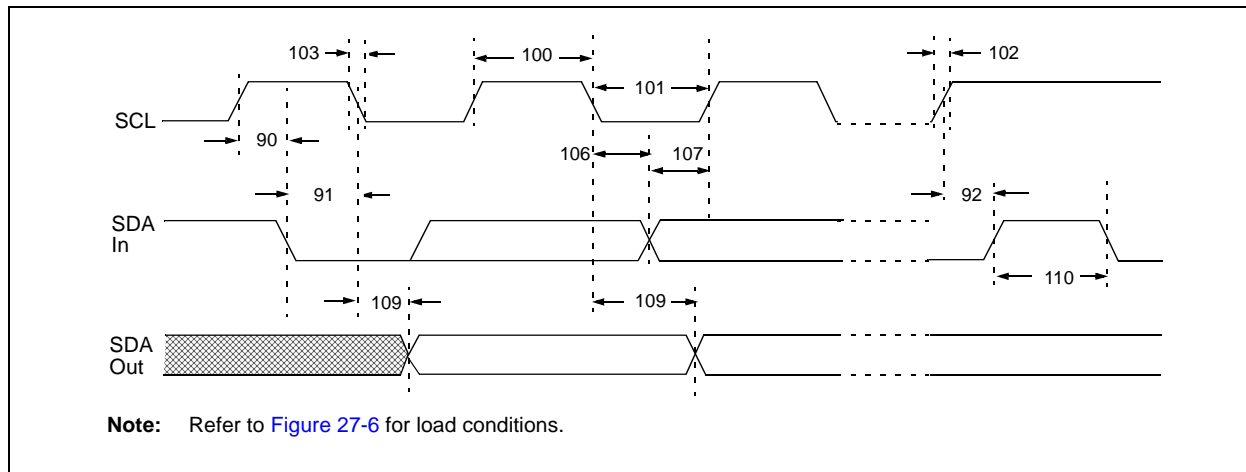 103
100
102
101
SCL
90
106
107
91
92
SDA
In
110
109
109
SDA
Out
Note: Refer to Figure 27-6 for load conditions.